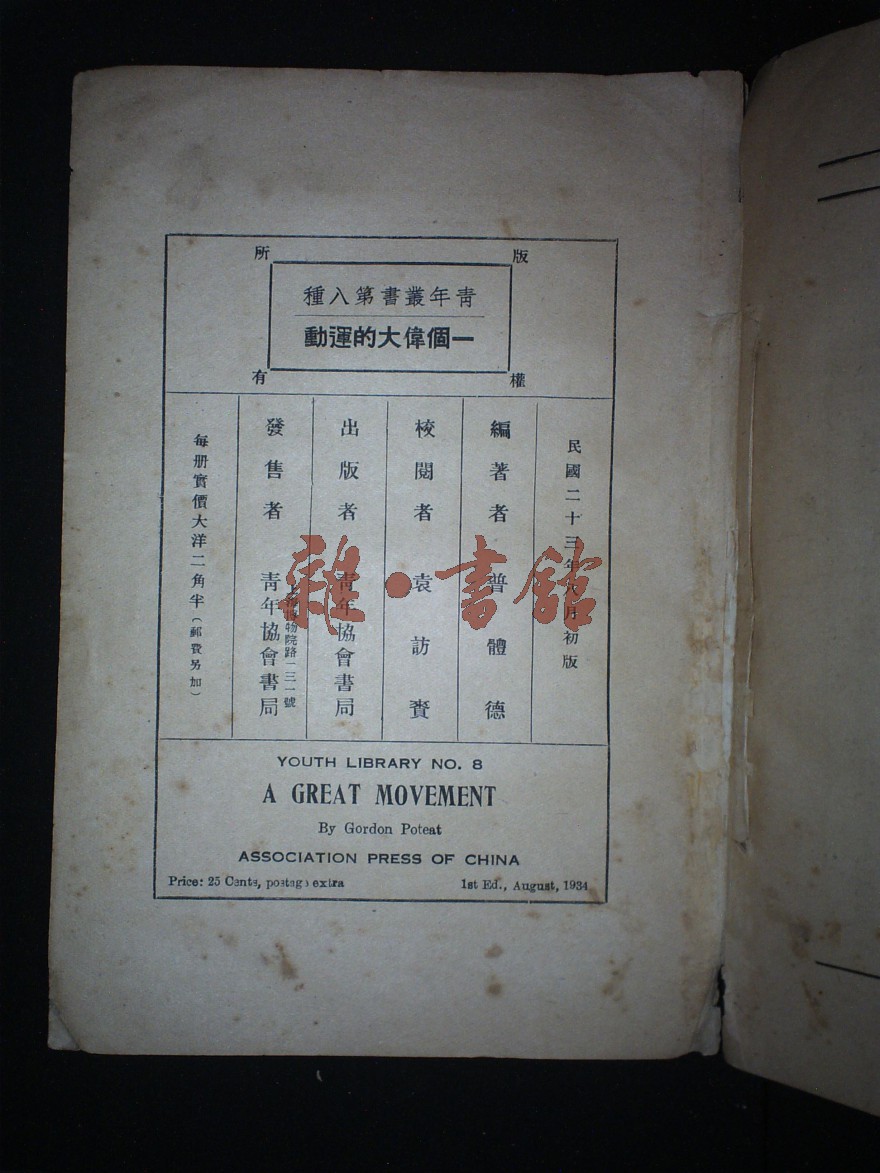 版權所有
青年叢書第八種
一個偉大的運動
民國二十三年八月初版
編著者 普體德
校閱者 袁訪賚
出版者 青年協會書局
海博物院路一三一號
發售者 青年協會書局
每册實價大洋二角半（郵費另加）
雜·書館
YOUTH LIBRARY NO. 8
A GREAT MOVEMENT
By Gordon Poteat
ASSOCIATION PRESS OF CHINA
Price: 25 Cents, postage extra
1st Ed., August, 1934